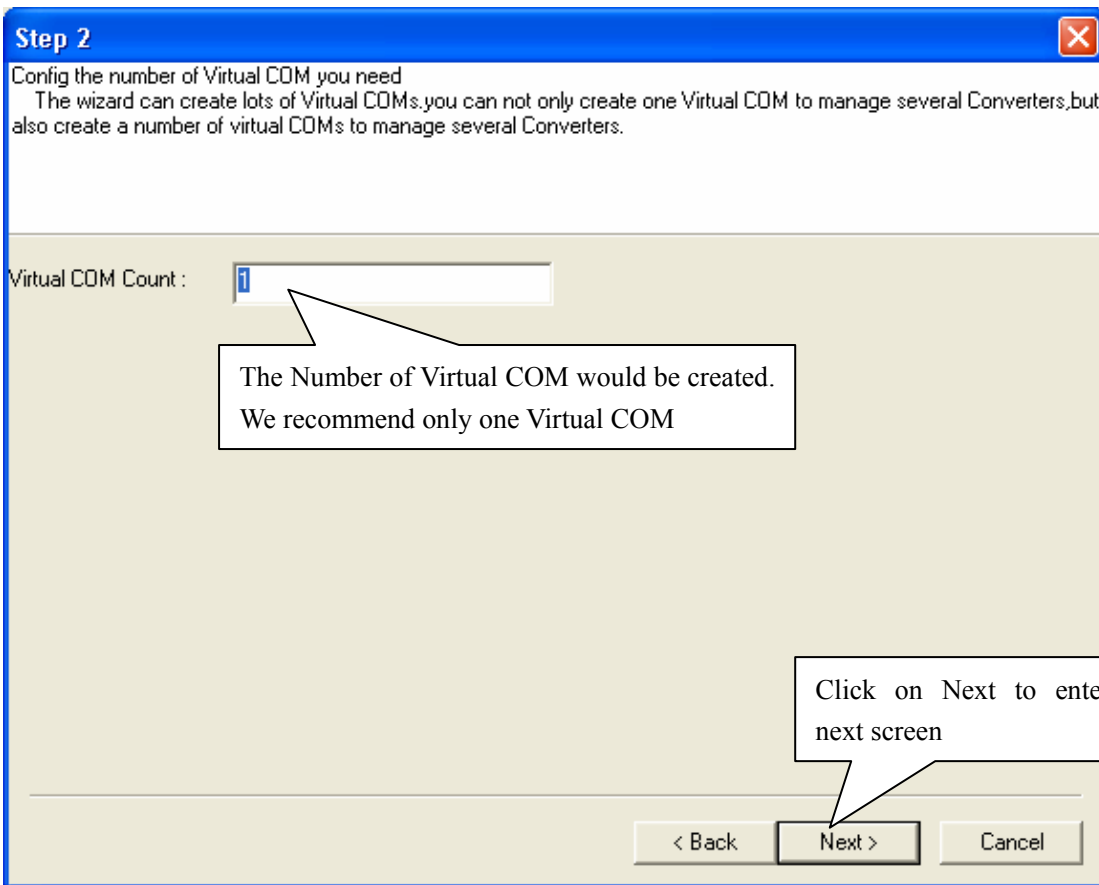 Step 2
Config the number of Virtual COM you need
The wizard can create lots of Virtual COMs.you can not only create one Virtual COM to manage several Converters,but
also create a number of virtual COMs to manage several Converters.
Virtual COM Count :
1
The Number of Virtual COM would be created.
We recommend only one Virtual COM
Click on Next to ente
next screen
< Back
Next >
Cancel